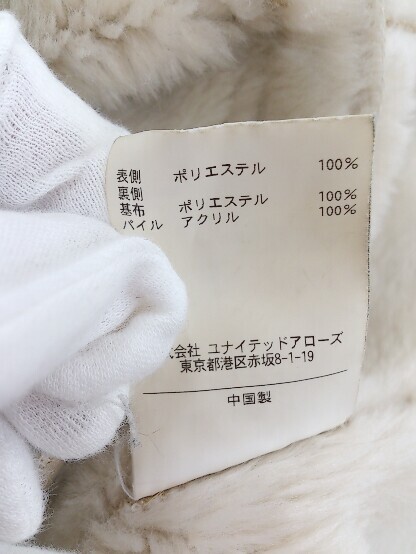 表側 ポリエステル 100%
裏側
基布 ポリエステル 100%
パイル アクリル 100%
式会社 ユナイテッドアローズ
東京都港区赤坂8-1-19
中国製